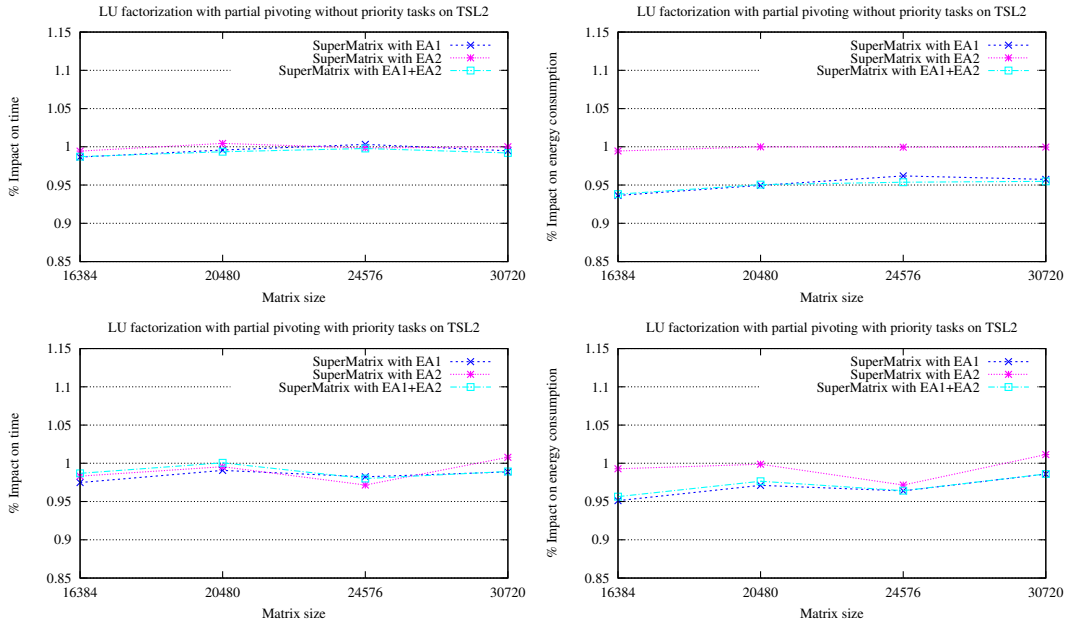 LU factorization with partial pivoting without priority tasks on TSL2
1.15
1.1
1.05
1
0.95
0.9
0.85
% Impact on time
SuperMatrix with EA1
SuperMatrix with EA2
SuperMatrix with EA1+EA2
16384
20480
24576
30720
Matrix size
LU factorization with partial pivoting without priority tasks on TSL2
1.15
1.1
1.05
1
0.95
0.9
0.85
% Impact on energy consumption
SuperMatrix with EA1
SuperMatrix with EA2
SuperMatrix with EA1+EA2
16384
20480
24576
30720
Matrix size
LU factorization with partial pivoting with priority tasks on TSL2
1.15
1.1
1.05
1
0.95
0.9
0.85
% Impact on time
SuperMatrix with EA1
SuperMatrix with EA2
SuperMatrix with EA1+EA2
16384
20480
24576
30720
Matrix size
LU factorization with partial pivoting with priority tasks on TSL2
1.15
1.1
1.05
1
0.95
0.9
0.85
% Impact on energy consumption
SuperMatrix with EA1
SuperMatrix with EA2
SuperMatrix with EA1+EA2
16384
20480
24576
30720
Matrix size